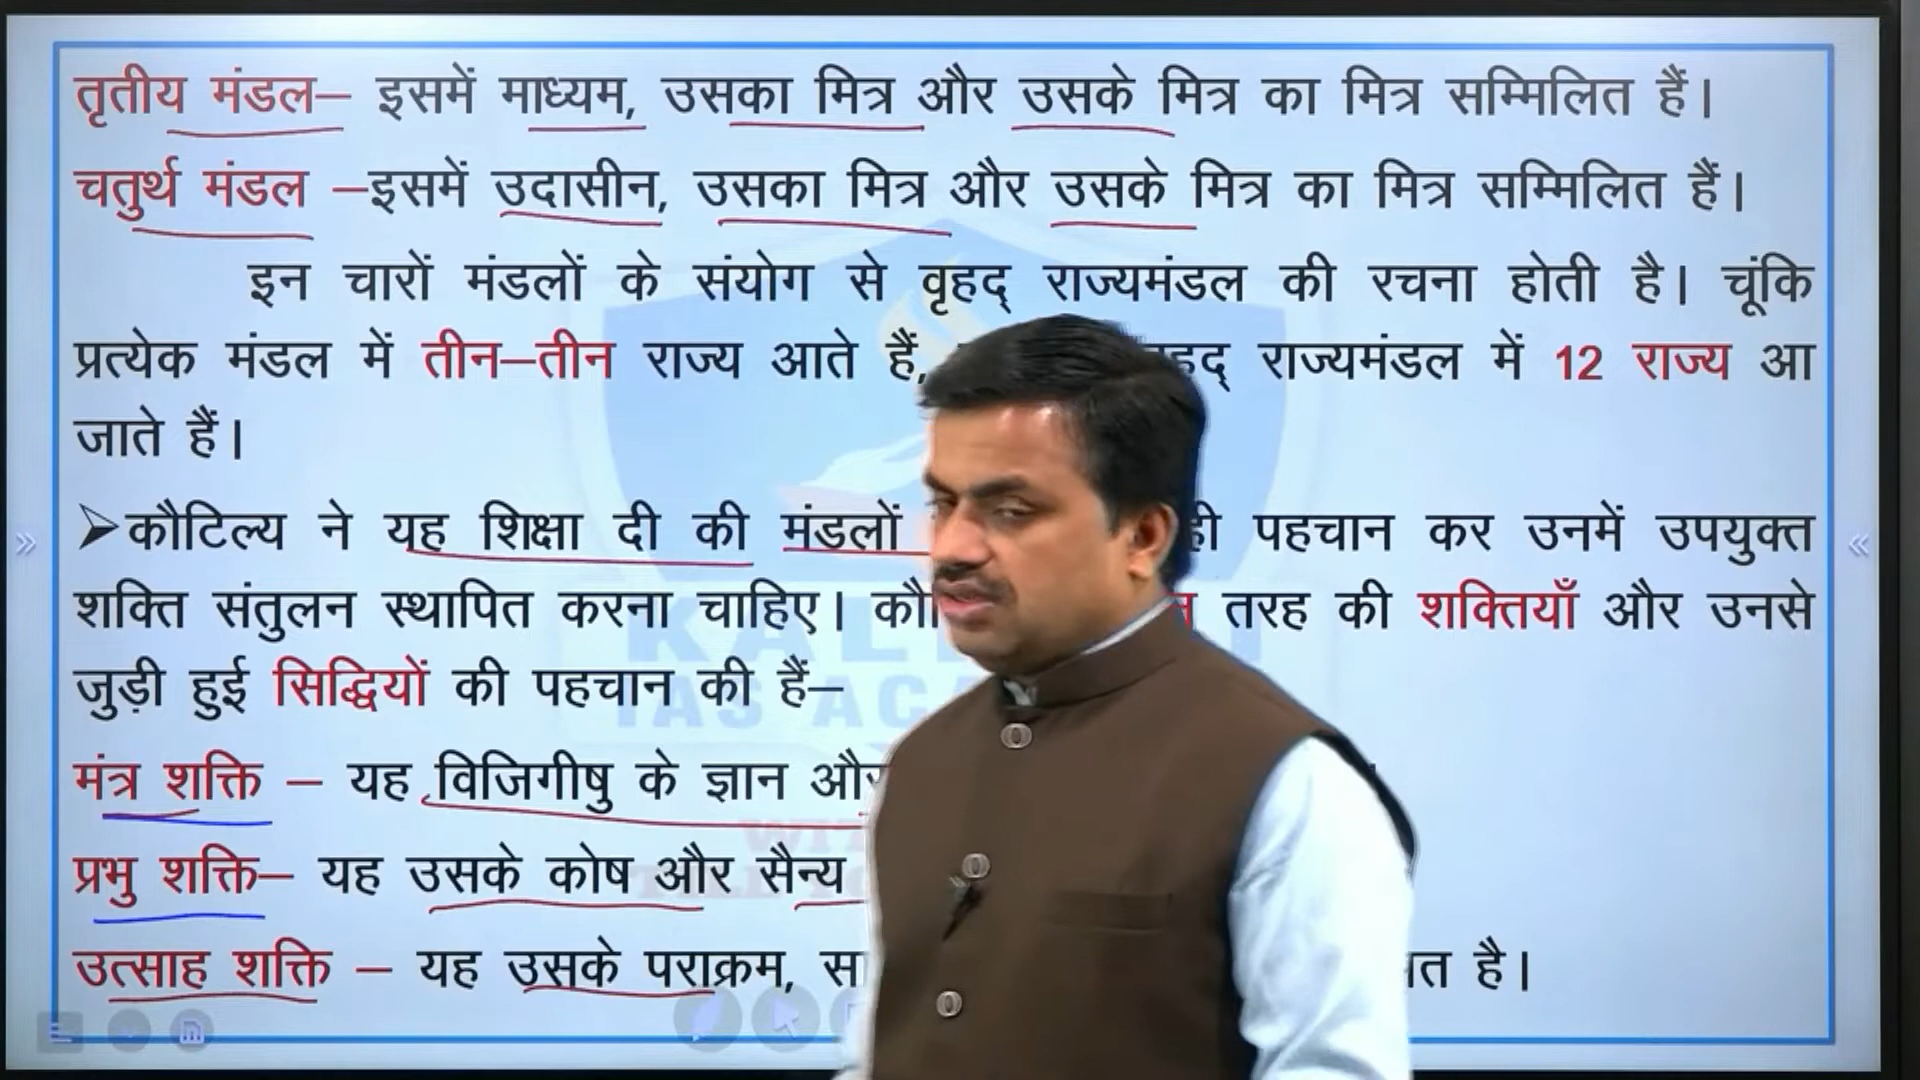 तृतीय मंडल– इसमें माध्यम, उसका मित्र और उसके मित्र का मित्र सम्मिलित हैं।
चतुर्थ मंडल –इसमें उदासीन, उसका मित्र और उसके मित्र का मित्र सम्मिलित हैं।
इन चारों मंडलों के संयोग से वृहद् राज्यमंडल की रचना होती है। चूंकि
प्रत्येक मंडल में तीन–तीन राज्य आते हैं, राज्यमंडल में 12 राज्य आ
जाते हैं।
➤कौटिल्य ने यह शिक्षा दी की मंडलों पहचान कर उनमें उपयुक्त
शक्ति संतुलन स्थापित करना चाहिए। तरह की शक्तियाँ और उनसे
जुड़ी हुई सिद्धियों की पहचान की हैं–
मंत्र शक्ति – यह विजिगीषु के ज्ञान
प्रभु शक्ति– यह उसके कोष और सैन्य
उत्साह शक्ति – यह उसके पराक्रम, है।